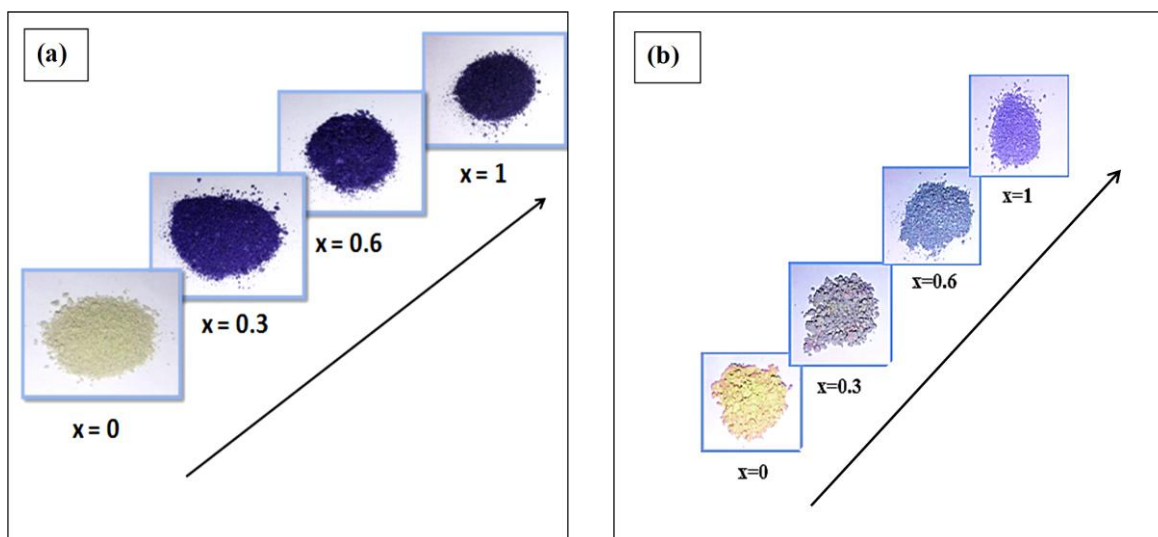 (a)
x = 1
x = 0.6
x = 0.3
x = 0
(b)
x=1
x=0.6
x=0.3
x=0